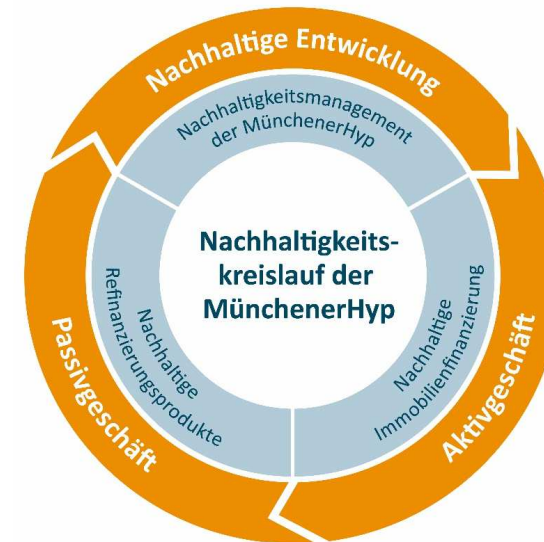 Nachhaltige Entwicklung
Nachhaltigkeitsmanagement
der MünchenerHyp
Nachhaltigkeits-
kreislauf der
MünchenerHyp
Nachhaltige
Immobilienfinanzierung
Aktivgeschäft
Nachhaltige
Refinanzierungsprodukte
Passivgeschäft